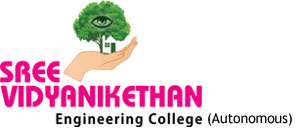 SREE
VIDYANIKETHAN
Engineering College (Autonomous)